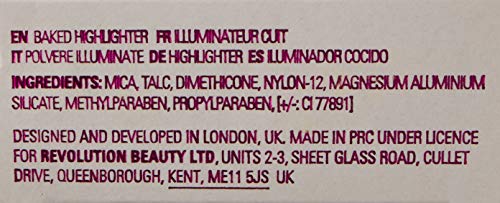 EN BAKED HIGHLIGHTER FR ILLUMINATEUR CUIT
IT POLVERE ILLUMINATE DE HIGHLIGHTER ES ILUMINADOR COCIDO
INGREDIENTS: MICA, TALC, DIMETHICONE, NYLON-12, MAGNESIUM ALUMINIUM
SILICATE, METHYLPARABEN, PROPYLPARABEN, [+/-: CI 77891]
DESIGNED AND DEVELOPED IN LONDON, UK. MADE IN PRC UNDER LICENCE
FOR REVOLUTION BEAUTY LTD, UNITS 2-3, SHEET GLASS ROAD, CULLET
DRIVE, QUEENBOROUGH, KENT, ME11 5JS UK